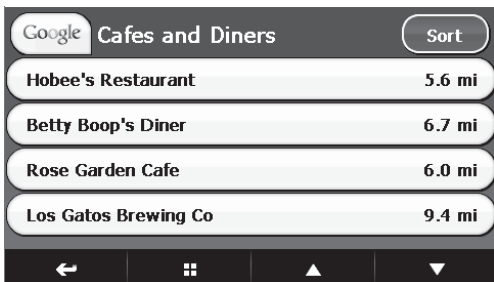 Google Cafes and Diners Sort
Hobee's Restaurant 5.6 mi
Betty Boop's Diner 6.7 mi
Rose Garden Cafe 6.0 mi
Los Gatos Brewing Co 9.4 mi